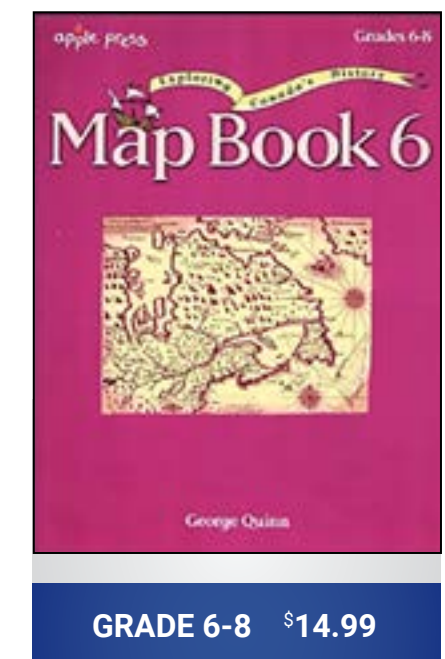 apple press
Grades 6-8
Exploring Canada's History
Map Book 6
George Quinn
GRADE 6-8 $14.99